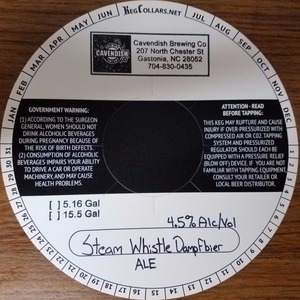 KegCollars.net
JAN FEB MAR APR MAY JUN JUL AUG SEP OCT NOV DEC
CAVENDISH
Cavendish Brewing Co
207 North Chester St
Gastonia, NC 28052
704-830-0435
GOVERNMENT WARNING:
(1) ACCORDING TO THE SURGEON
GENERAL, WOMEN SHOULD NOT
DRINK ALCOHOLIC BEVERAGES
DURING PREGNANCY BECAUSE OF
THE RISK OF BIRTH DEFECTS.
(2) CONSUMPTION OF ALCOHOLIC
BEVERAGES IMPAIRS YOUR ABILITY
TO DRIVE A CAR OR OPERATE
MACHINERY, AND MAY CAUSE
HEALTH PROBLEMS.
ATTENTION - READ
BEFORE TAPPING:
THIS KEG MAY RUPTURE AND CAUSE
INJURY IF OVER-PRESSURIZED WITH
COMPRESSED AIR OR CO2. TAPPING
SYSTEM AND PRESSURIZED
REGULATOR SHOULD EACH BE
EQUIPPED WITH A PRESSURE RELIEF
(BLOW OFF) DEVICE. IF YOU ARE NOT
FAMILIAR WITH TAPPING EQUIPMENT,
CONSULT YOUR RETAILER OR
LOCAL BEER DISTRIBUTOR.
[ ] 5.16 Gal
[ ] 15.5 Gal
4.5% Alc/Vol
Steam Whistle Dampfbier
ALE